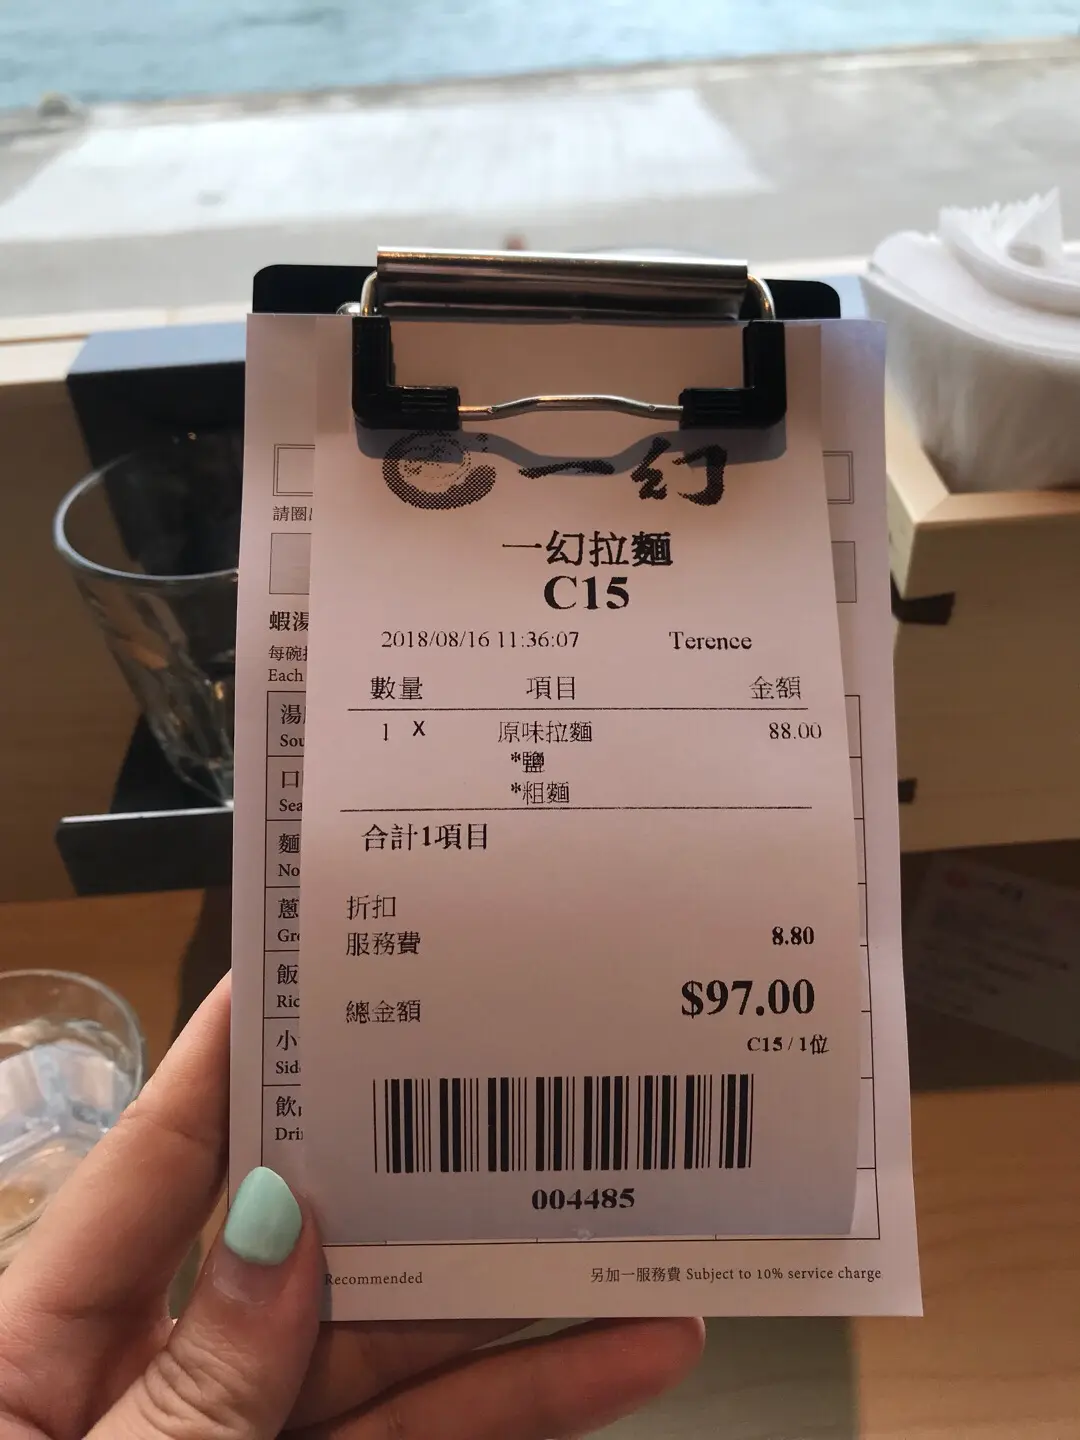 一幻
一幻拉麵
C15
2018/08/16 11:36:07 Terence
數量 項目 金額
1 X 原味拉麵 88.00
*鹽
*粗麵
合計1項目
折扣
服務費 8.80
總金額 $97.00
C15 / 1位
004485
請圈
蝦湯
每碗
Each
湯
Sou
口
Sea
麵
No
蔥
Gre
飯
Ric
小
Side
飲
Dri
Recommended
另加一服務費 Subject to 10% service charge